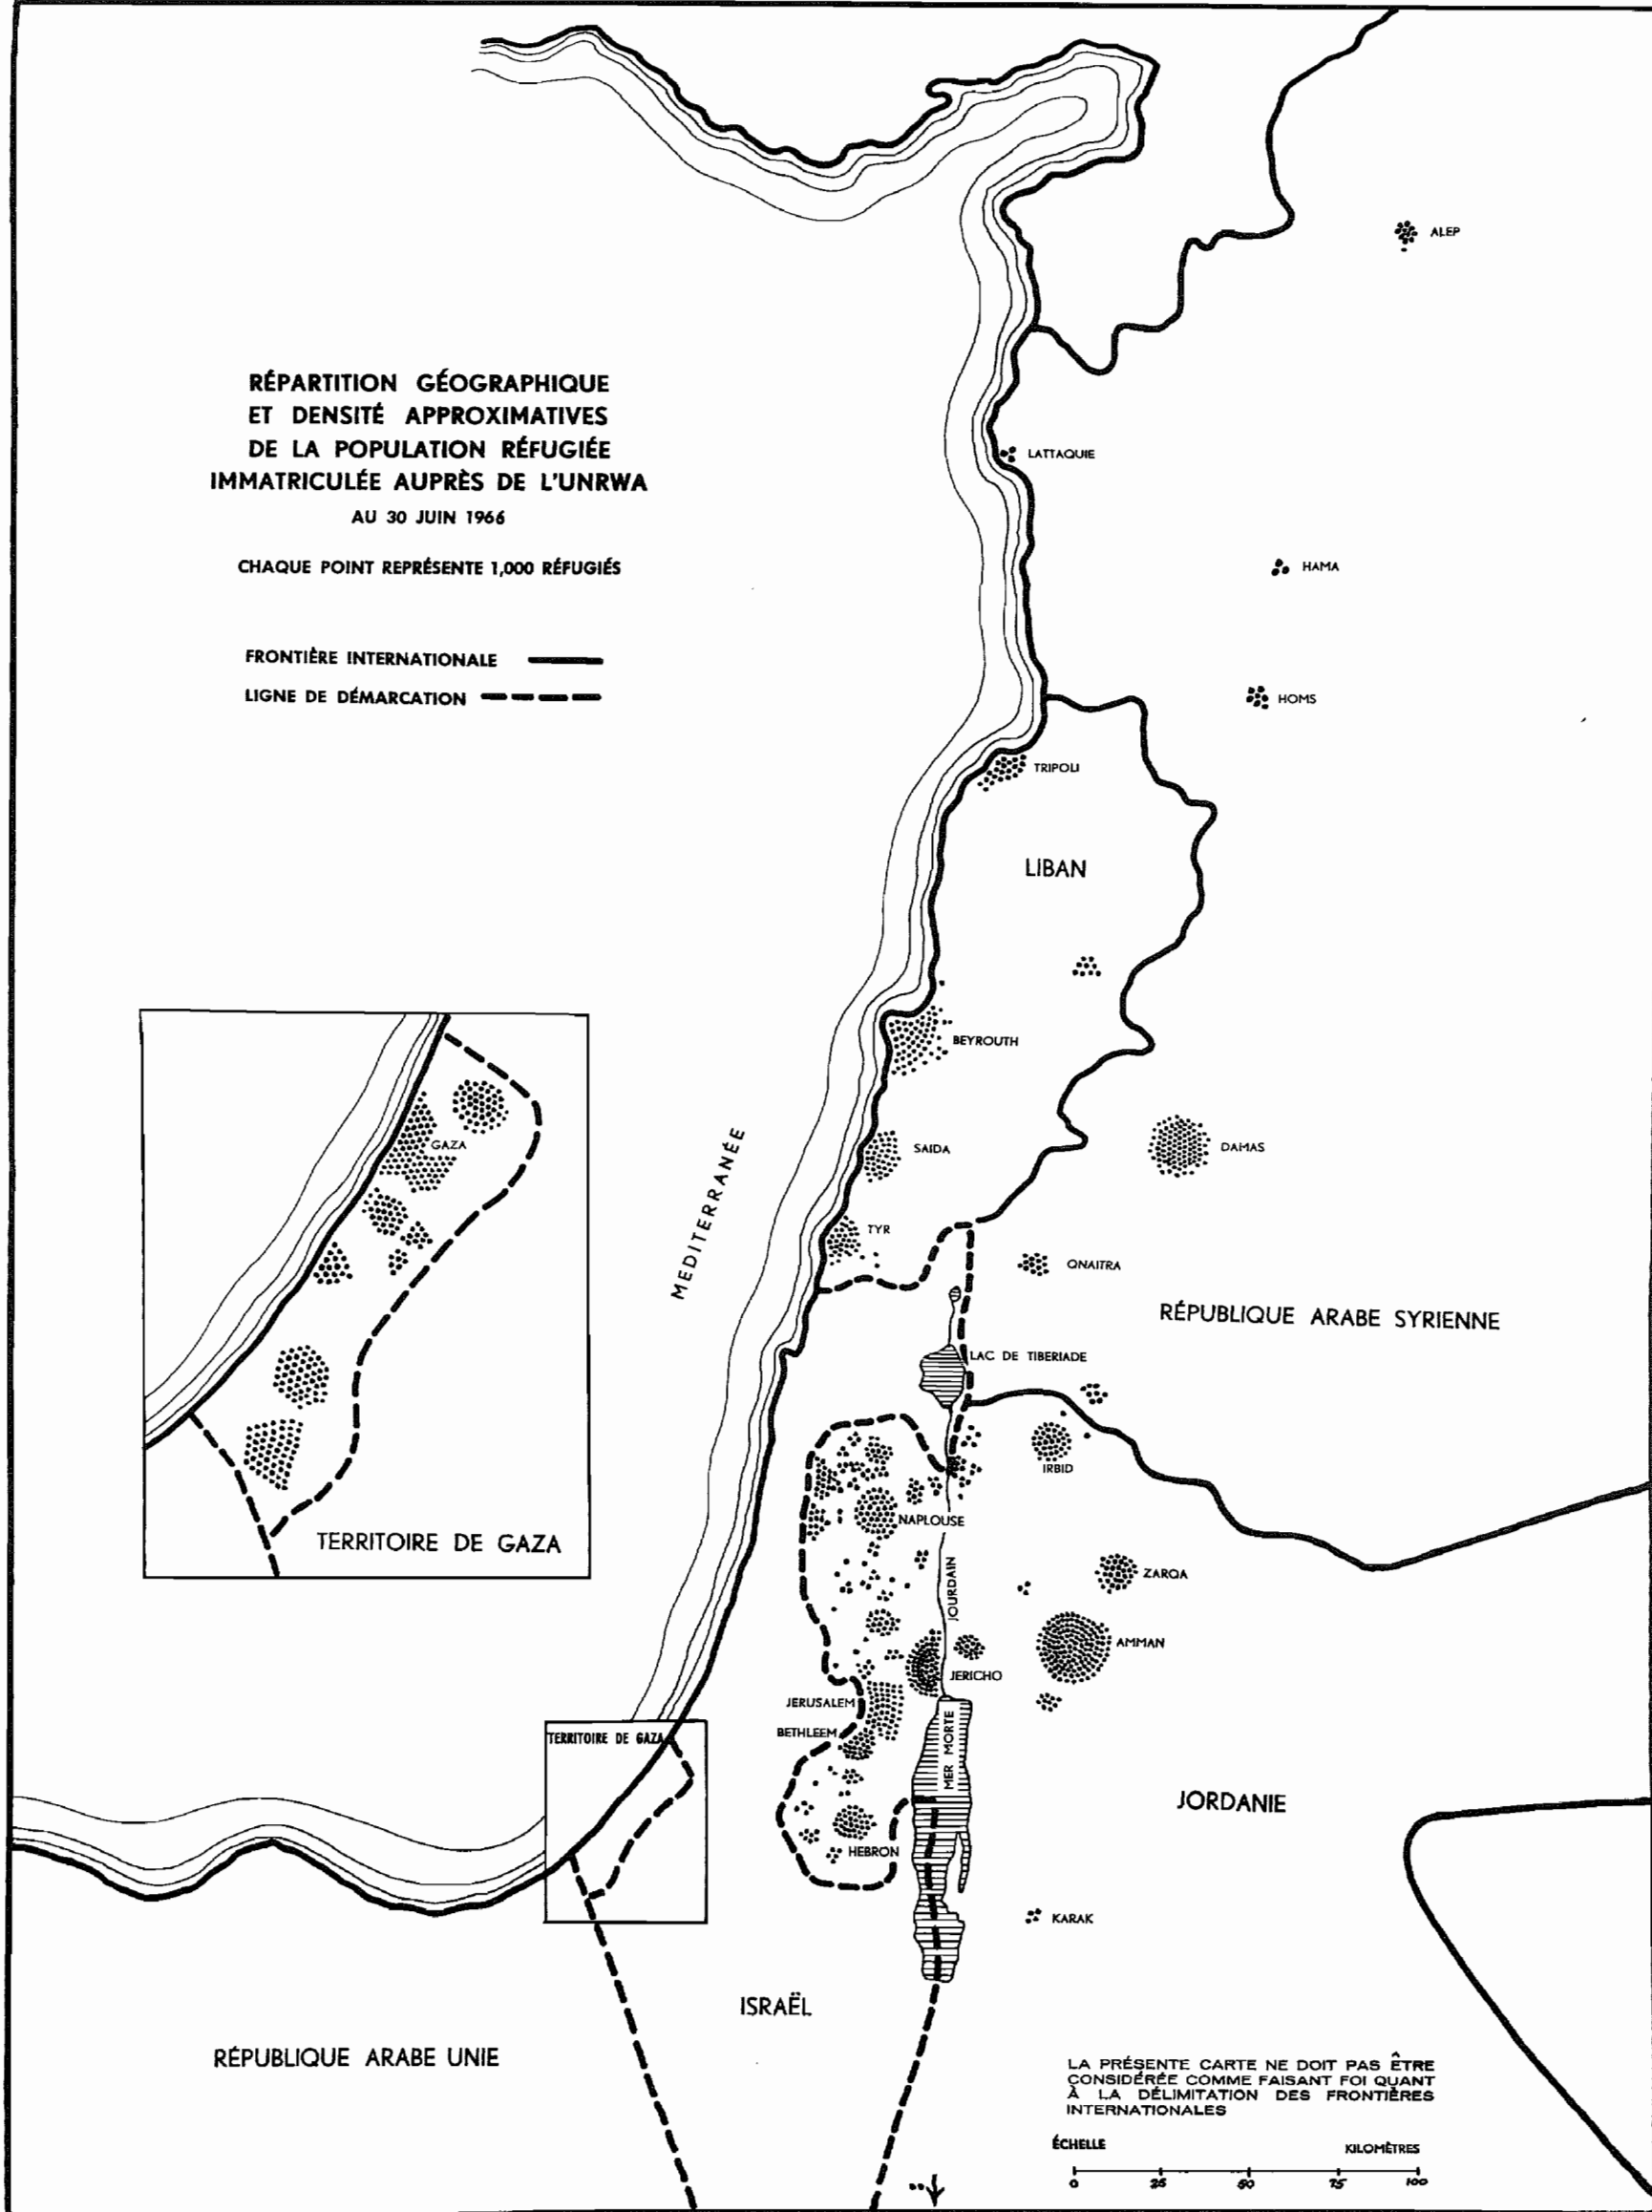 RÉPARTITION GÉOGRAPHIQUE
ET DENSITÉ APPROXIMATIVES
DE LA POPULATION RÉFUGIÉE
IMMATRICULÉE AUPRÈS DE L'UNRWA
AU 30 JUIN 1966
CHAQUE POINT REPRÉSENTE 1,000 RÉFUGIÉS
FRONTIÈRE INTERNATIONALE
LIGNE DE DÉMARCATION
ALEP
LATTAQUIE
HAMA
HOMS
TRIPOLI
LIBAN
BEYROUTH
SAIDA
DAMAS
TYR
QNAITRA
MEDITERRANÉE
RÉPUBLIQUE ARABE SYRIENNE
LAC DE TIBERIADE
IRBID
NAPLOUSE
JOURDAIN
ZARQA
AMMAN
JERICHO
JERUSALEM
BETHLEEM
MER MORTE
HEBRON
KARAK
JORDANIE
GAZA
TERRITOIRE DE GAZA
TERRITOIRE DE GAZA
ISRAËL
RÉPUBLIQUE ARABE UNIE
LA PRÉSENTE CARTE NE DOIT PAS ÊTRE
CONSIDÉRÉE COMME FAISANT FOI QUANT
À LA DÉLIMITATION DES FRONTIÈRES
INTERNATIONALES
ÉCHELLE KILOMÈTRES
0 25 50 75 100